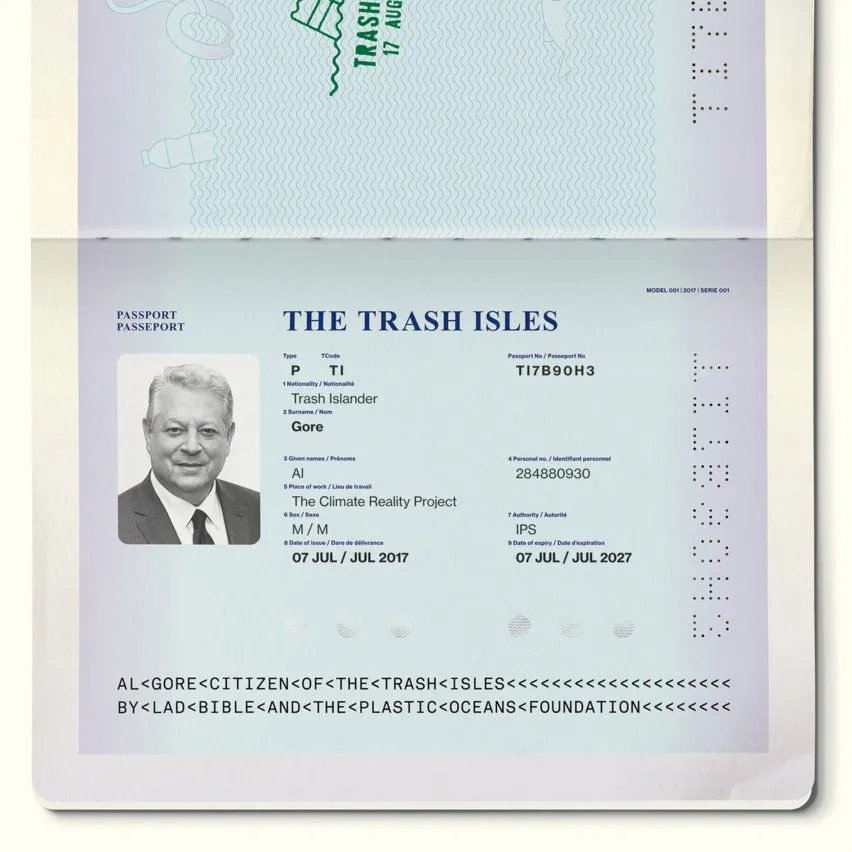 TRASH
17 AUG
MODEL 001 | 2017 | SERIE 001
PASSPORT
PASSEPORT
THE TRASH ISLES
Type TCode Passport No / Passeport No
P TI TI7B90H3
1 Nationality / Nationalité
Trash Islander
2 Surname / Nom
Gore
3 Given names / Prénoms 4 Personal no. / Identifiant personnel
Al 284880930
5 Place of work / Lieu de travail
The Climate Reality Project
6 Sex / Sexe 7 Authority / Autorité
M / M IPS
8 Date of issue / Dare de délivrance 9 Date of expiry / Date d'expiration
07 JUL / JUL 2017 07 JUL / JUL 2027
AL<GORE<CITIZEN<OF<THE<TRASH<ISLES<<<<<<<<<<<<<<<<<<<<
BY<LAD<BIBLE<AND<THE<PLASTIC<OCEANS<FOUNDATION<<<<<<<<